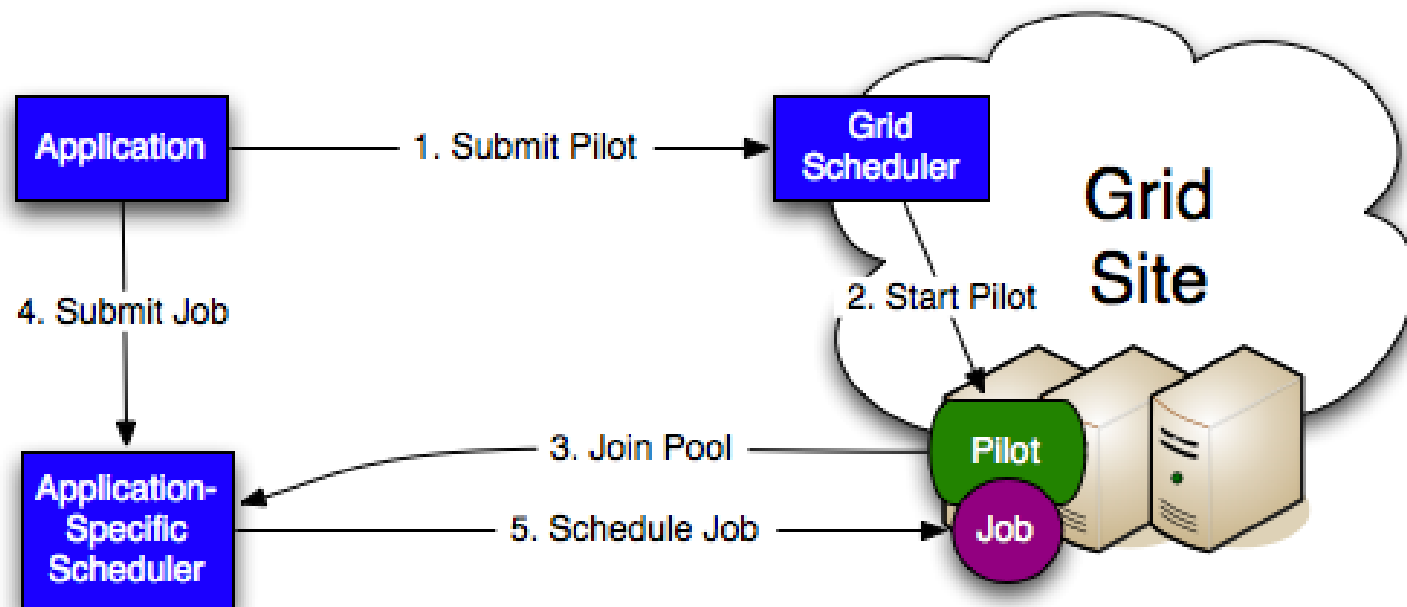 Application
1. Submit Pilot
Grid
Scheduler
Grid
Site
4. Submit Job
2. Start Pilot
3. Join Pool
Pilot
Application-
Specific
Scheduler
5. Schedule Job
Job